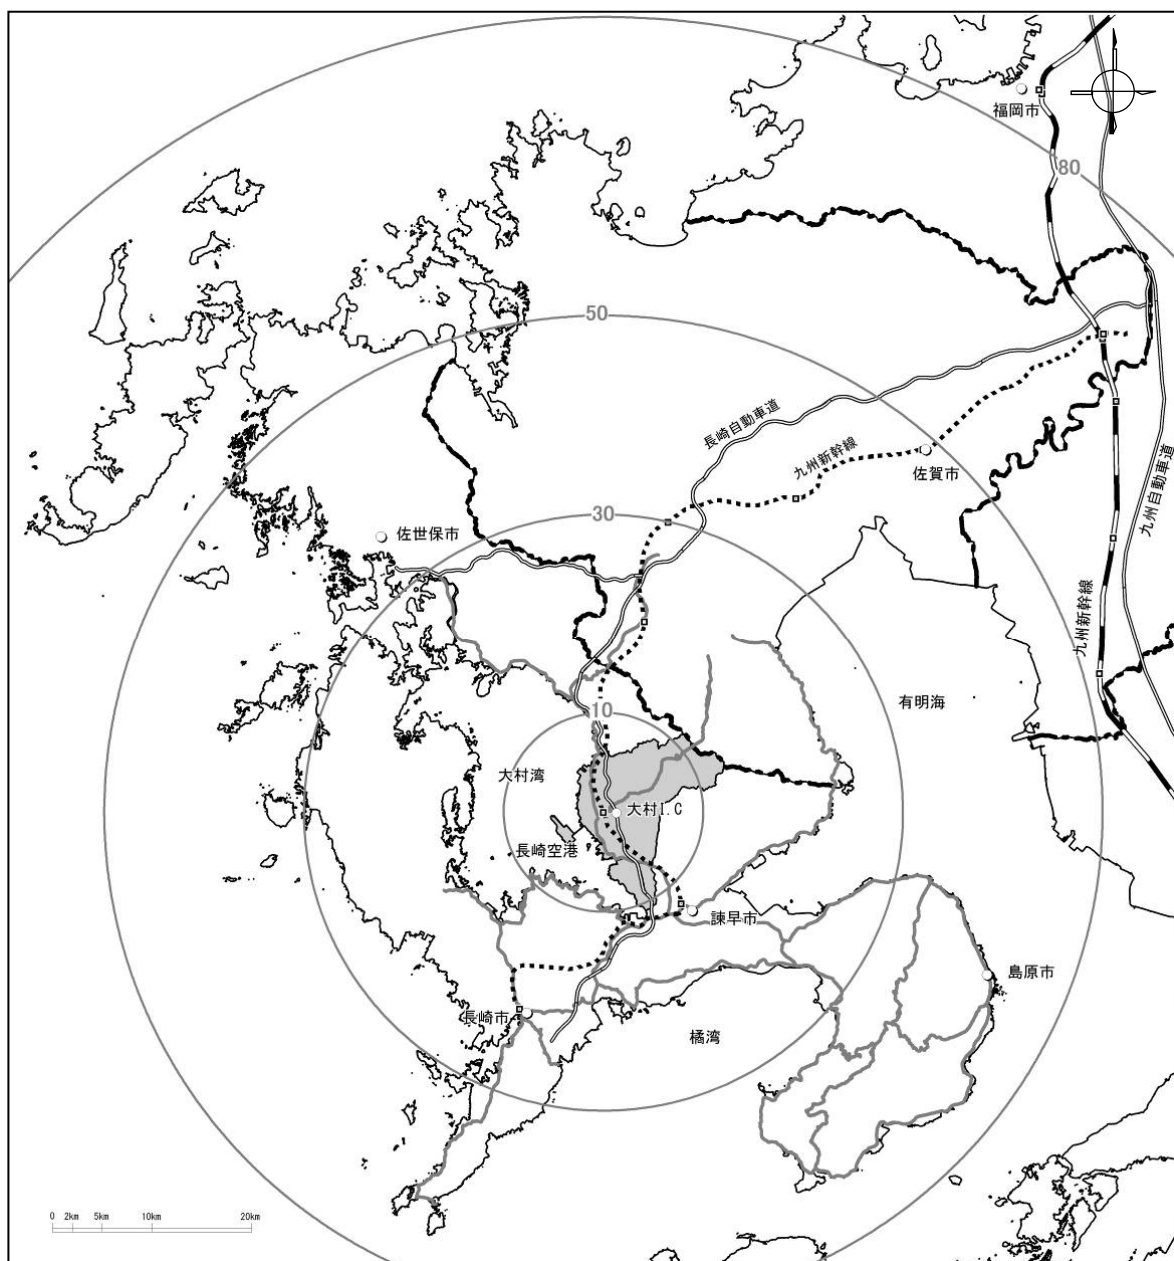 福岡市
80
50
長崎自動車道
九州新幹線
佐賀市
九州自動車道
30
佐世保市
九州新幹線
有明海
10
大村湾
大村I.C
長崎空港
諫早市
島原市
長崎市
橘湾
0 2km 5km 10km 20km